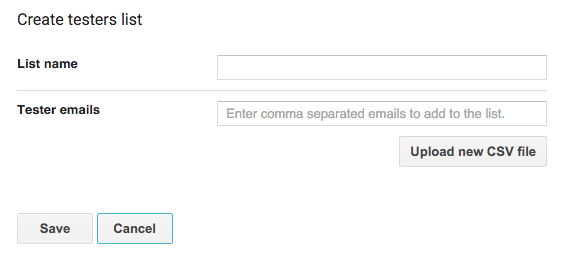 Create testers list
List name
Tester emails
Enter comma separated emails to add to the list.
Upload new CSV file
Save
Cancel